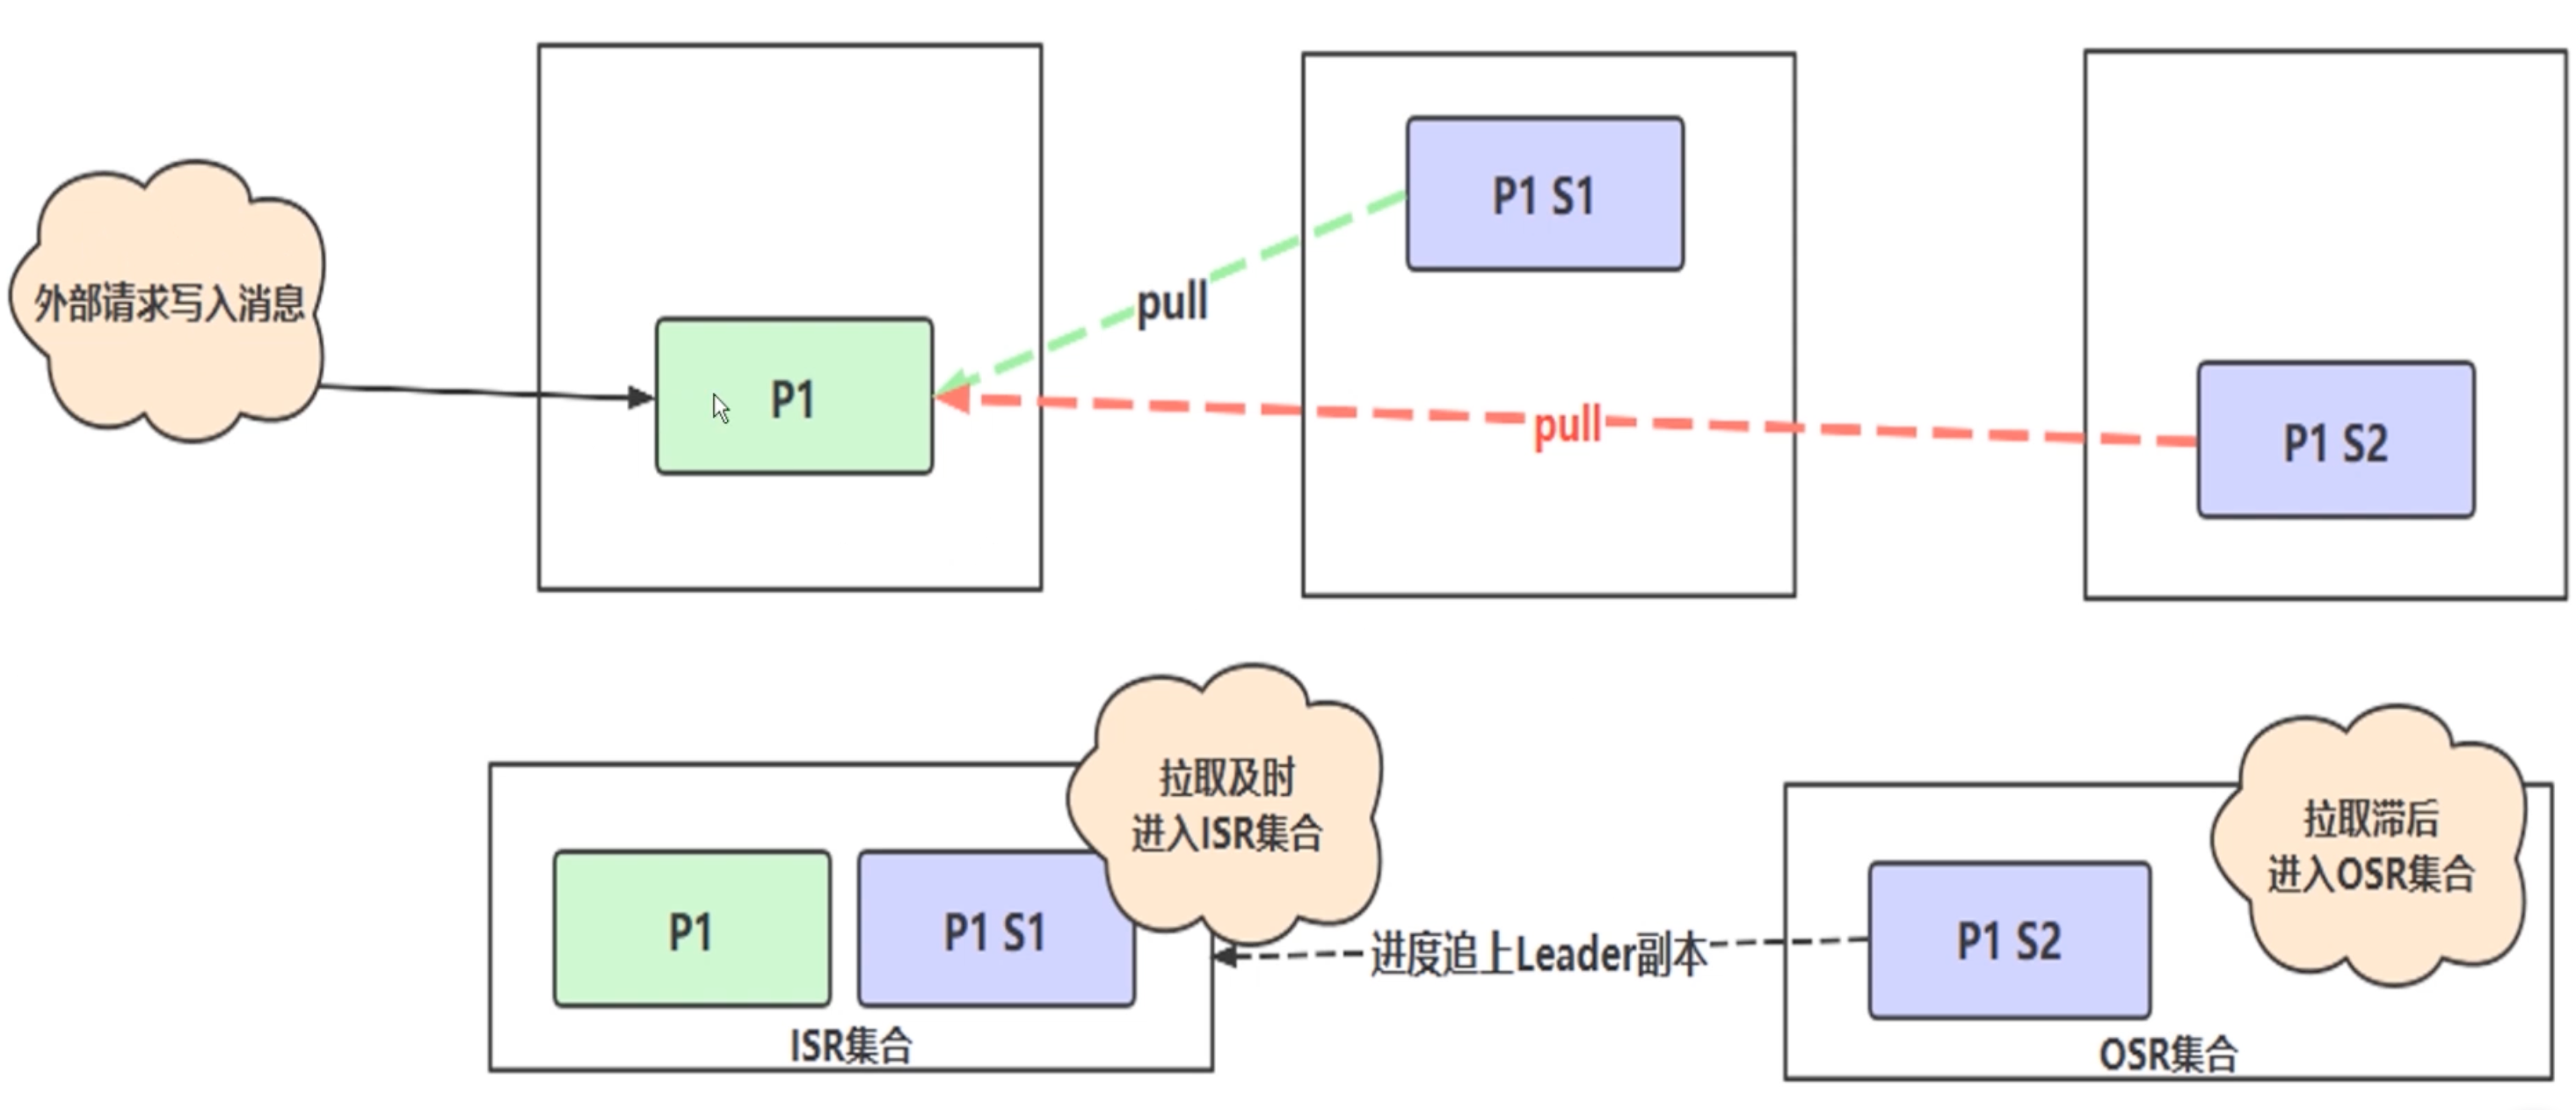 外部请求写入消息
P1
pull
P1 S1
pull
P1 S2
拉取及时
进入ISR集合
P1
P1 S1
ISR集合
进度追上Leader副本
拉取滞后
进入OSR集合
P1 S2
OSR集合